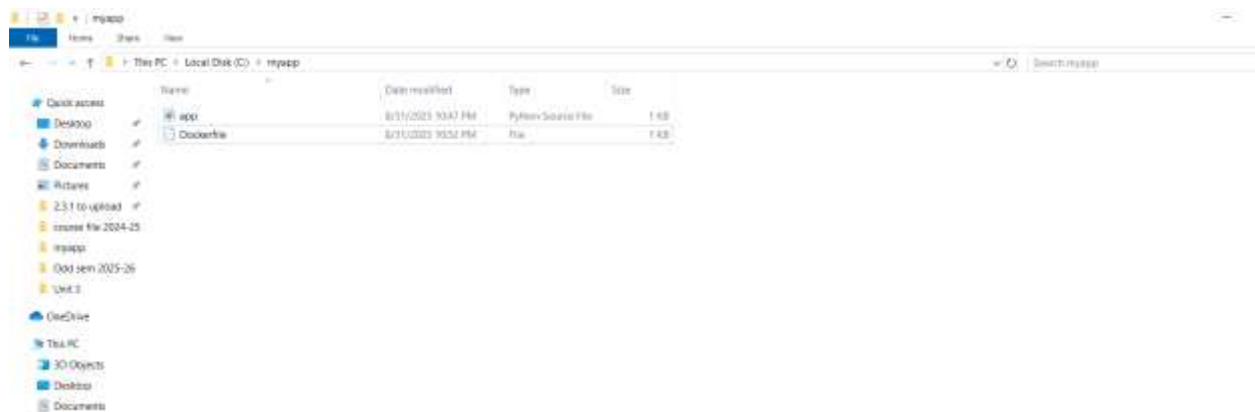 myapp
File Home Share View
This PC Local Disk (C:) myapp
Search myapp
Name Date modified Type Size
app 8/31/2025 10:47 PM Python Source File 1 KB
Dockerfile 8/31/2025 10:52 PM File 1 KB
Quick access
Desktop
Downloads
Documents
Pictures
2.3.1 to upload
course file 2024-25
myapp
Odd sem 2025-26
Unit 3
OneDrive
This PC
3D Objects
Desktop
Documents